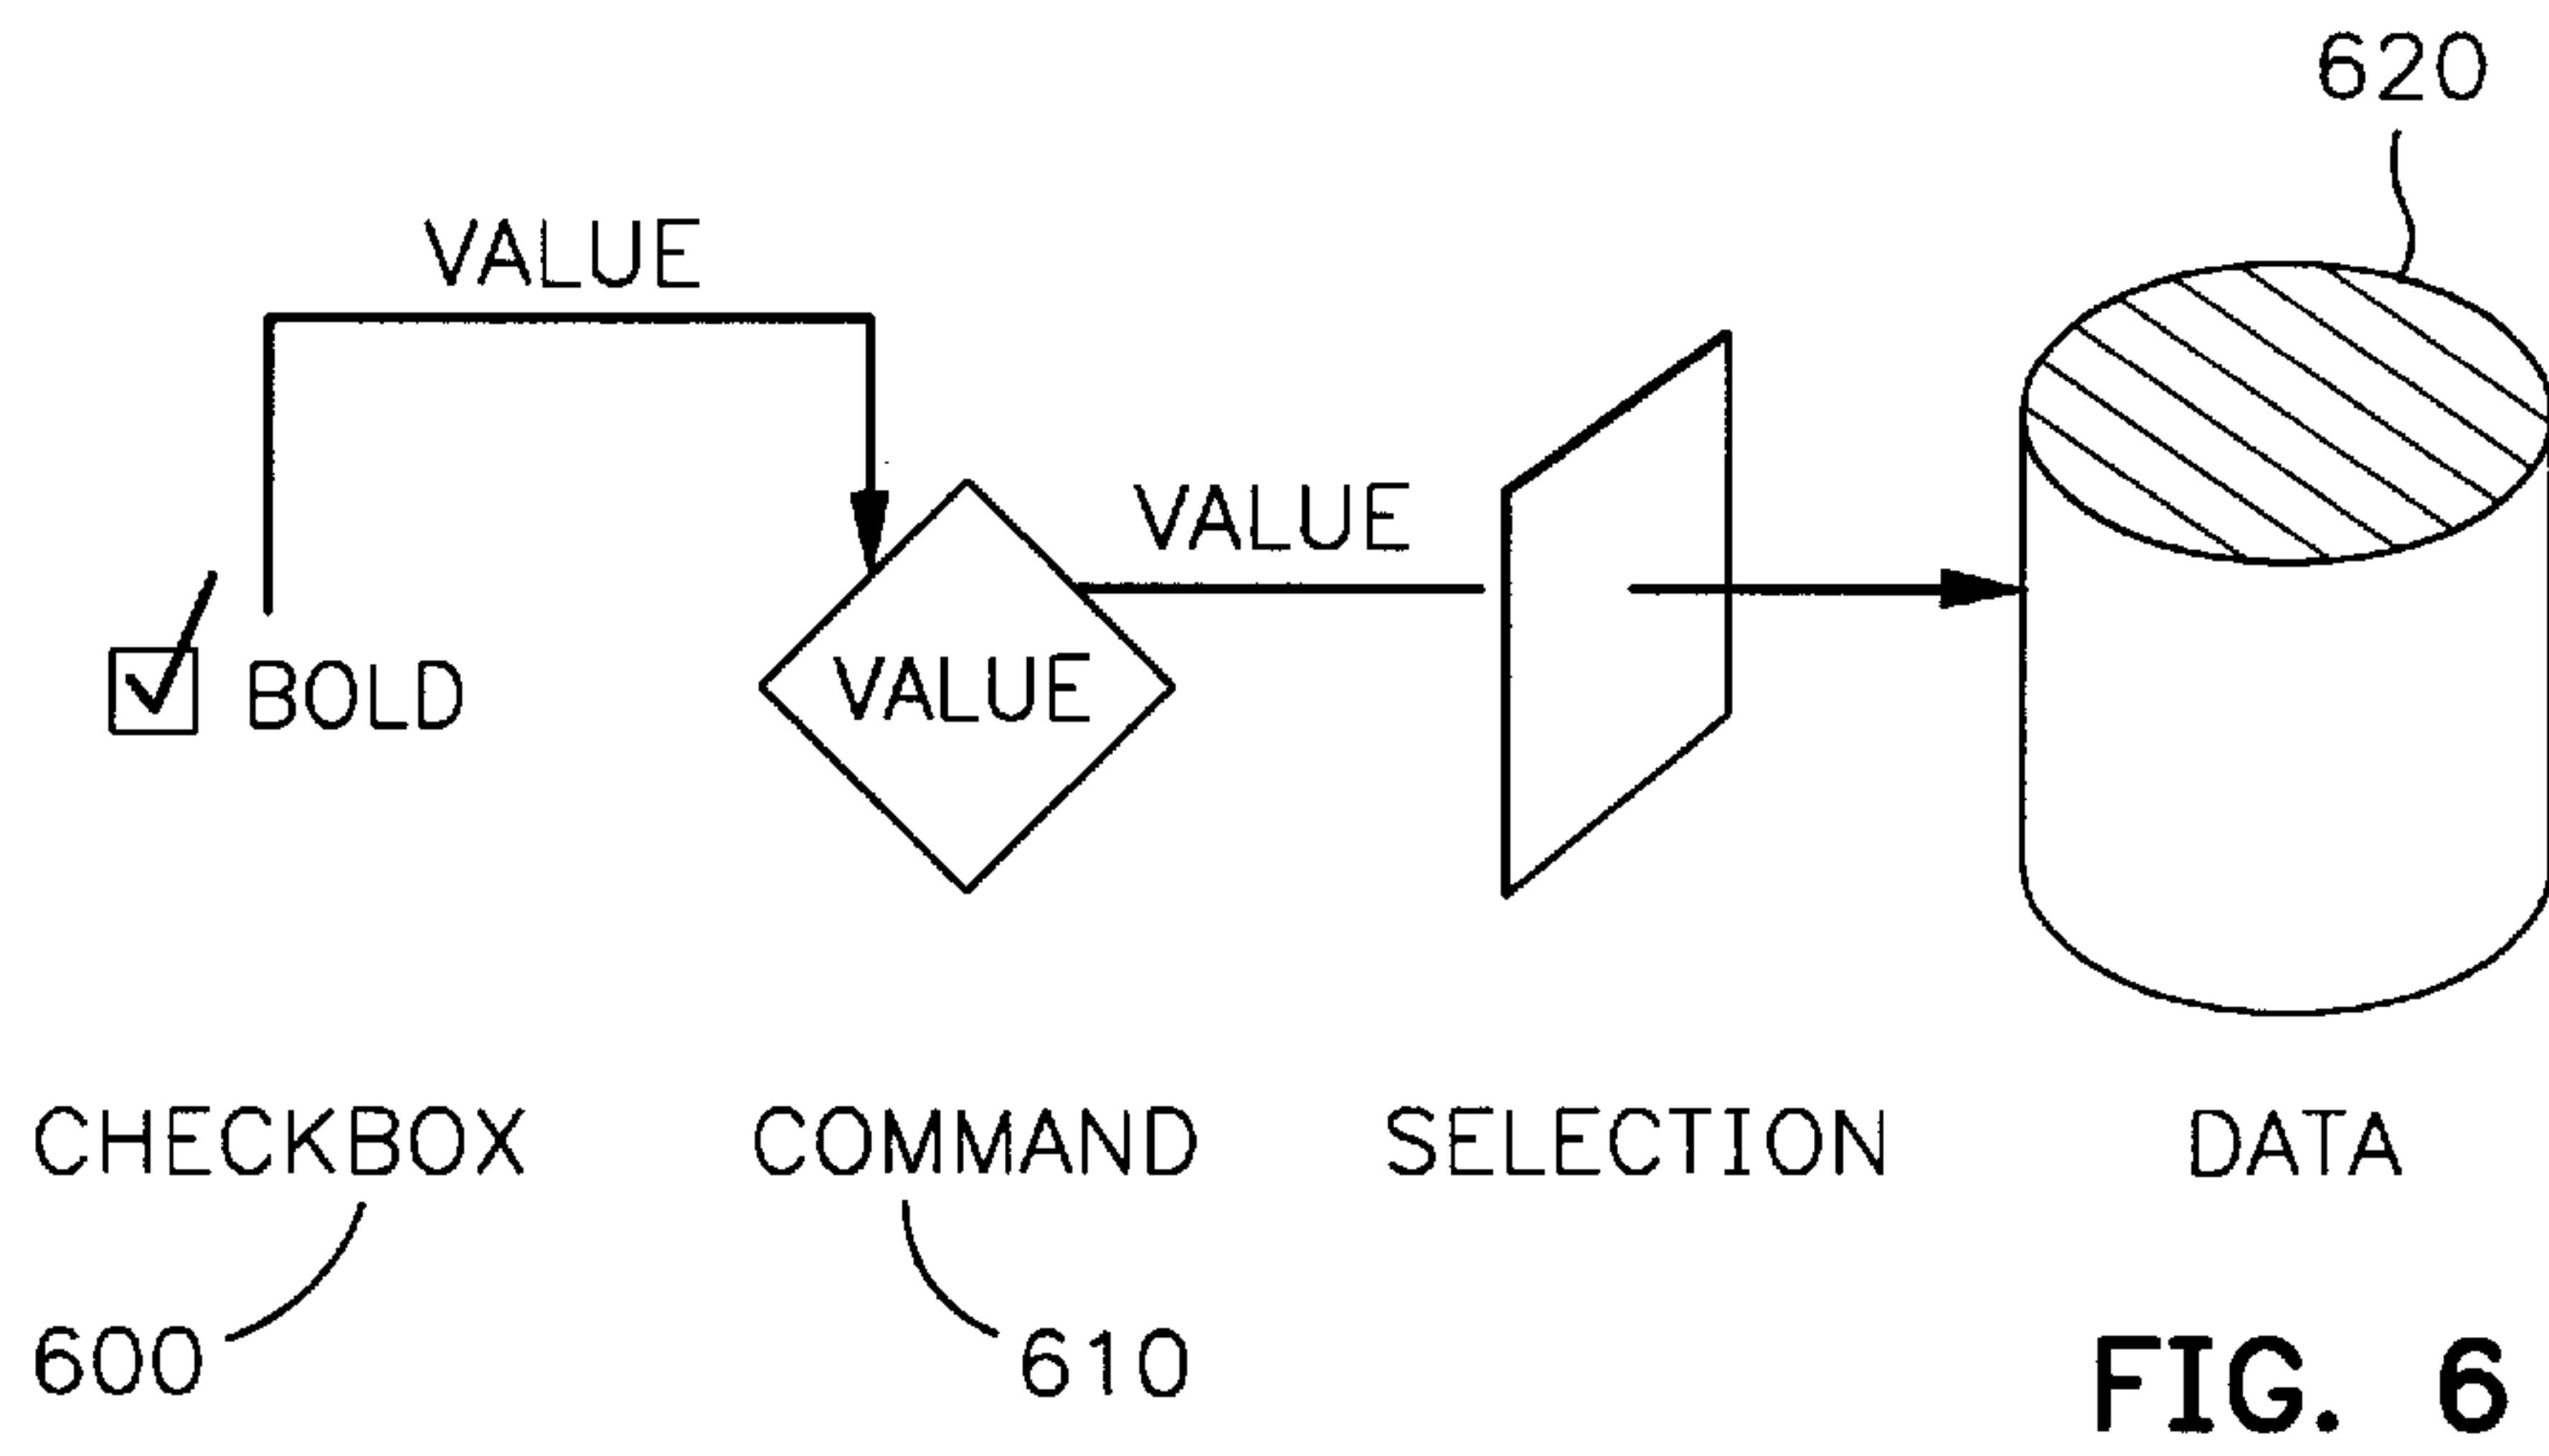 620
VALUE
VALUE
VALUE
BOLD
CHECKBOX
COMMAND
SELECTION
DATA
600
610
FIG. 6